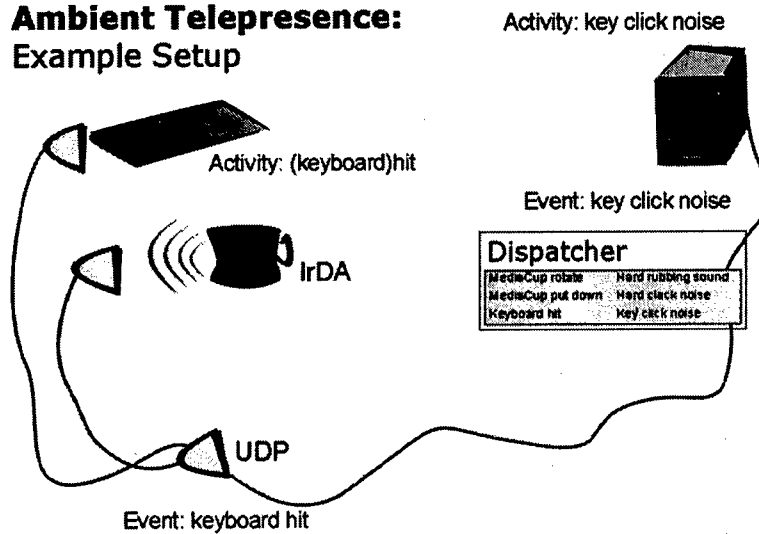 Ambient Telepresence:
Example Setup
Activity: key click noise
Activity: (keyboard)hit
Event: key click noise
IrDA
Dispatcher
MediaCup rotate Hard rubbing sound
MediaCup put down Hard clack noise
Keyboard hit Key click noise
UDP
Event: keyboard hit